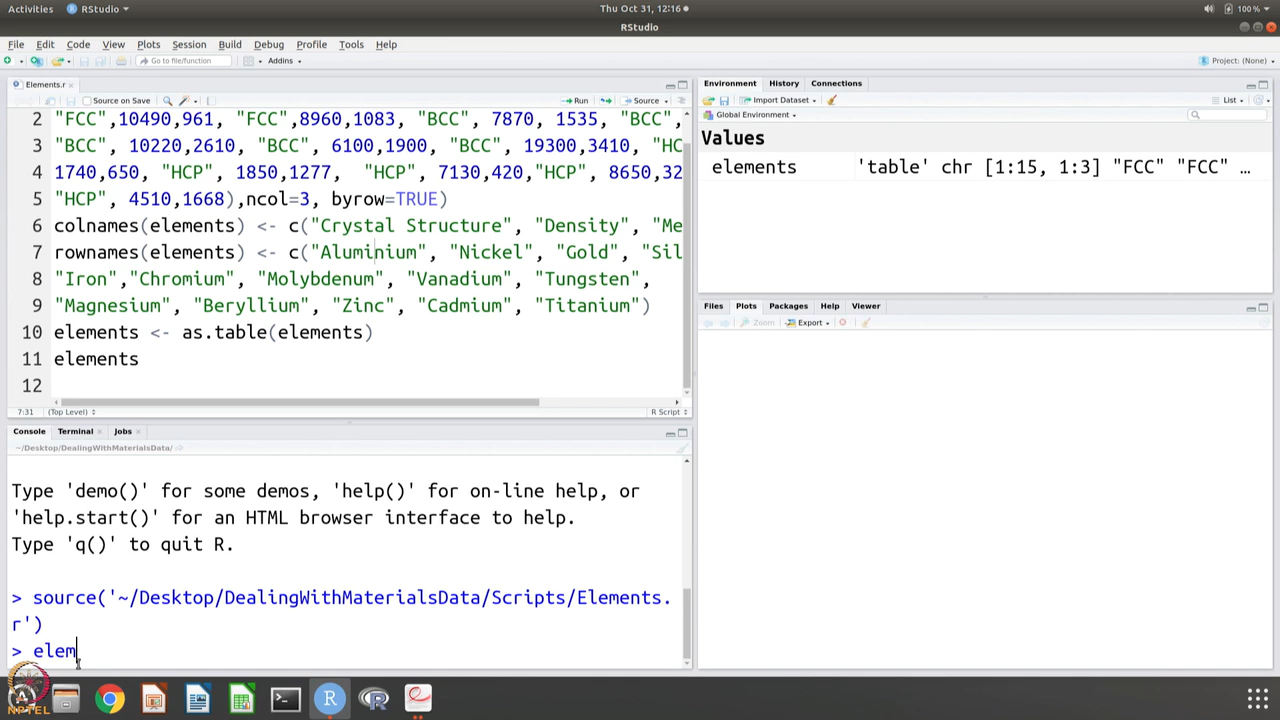 Activities RStudio Thu Oct 31, 12:16 100 %
RStudio
File Edit Code View Plots Session Build Debug Profile Tools Help
Go to file/function Addins Project: (None)
Elements.r
Source on Save Run Source
2 "FCC",10490,961, "FCC",8960,1083, "BCC", 7870, 1535, "BCC",
3 "BCC", 10220,2610, "BCC", 6100,1900, "BCC", 19300,3410, "HC
4 1740,650, "HCP", 1850,1277, "HCP", 7130,420,"HCP", 8650,32
5 "HCP", 4510,1668),ncol=3, byrow=TRUE)
6 colnames(elements) <- c("Crystal Structure", "Density", "Me
7 rownames(elements) <- c("Aluminium", "Nickel", "Gold", "Sil
8 "Iron","Chromium", "Molybdenum", "Vanadium", "Tungsten",
9 "Magnesium", "Beryllium", "Zinc", "Cadmium", "Titanium")
10 elements <- as.table(elements)
11 elements
12
7:31 (Top Level) R Script
Console Terminal Jobs
~/Desktop/DealingWithMaterialsData/
Type 'demo()' for some demos, 'help()' for on-line help, or
'help.start()' for an HTML browser interface to help.
Type 'q()' to quit R.
> source('~/Desktop/DealingWithMaterialsData/Scripts/Elements.
r')
> elem
Environment History Connections
Import Dataset List
Global Environment
Values
elements 'table' chr [1:15, 1:3] "FCC" "FCC" …
Files Plots Packages Help Viewer
Zoom Export
NPTEL